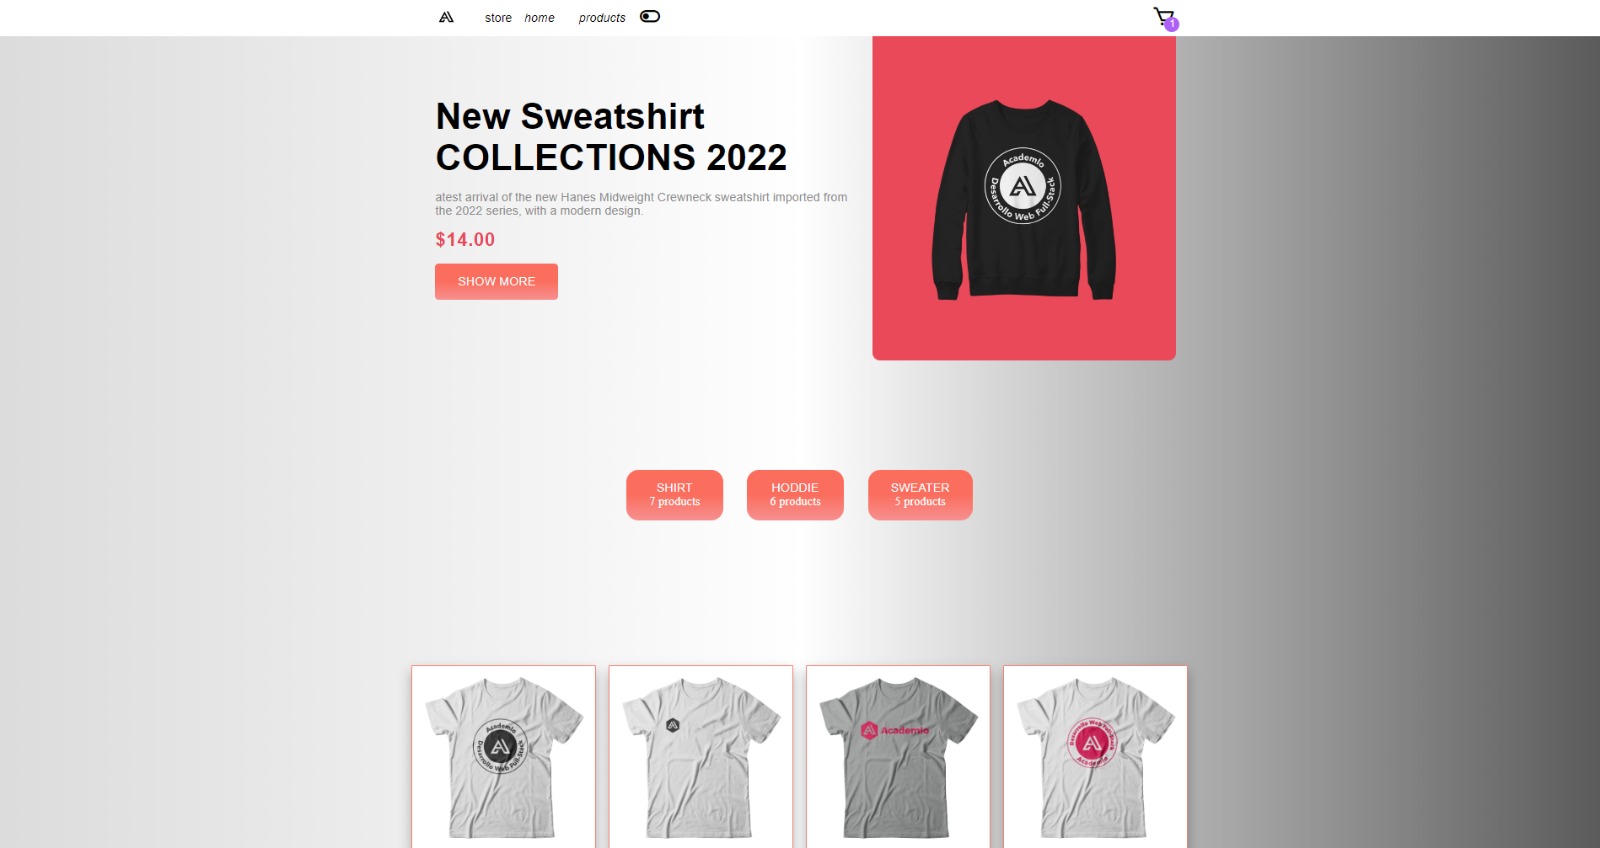 store home products
1
New Sweatshirt
COLLECTIONS 2022
atest arrival of the new Hanes Midweight Crewneck sweatshirt imported from
the 2022 series, with a modern design.
$14.00
SHOW MORE
Academlo
Desarrollo Web Full-Stack
SHIRT
7 products
HODDIE
6 products
SWEATER
5 products
Academlo
Desarrollo Web Full-Stack
Academlo
Desarrollo Web Full-Stack
Academlo